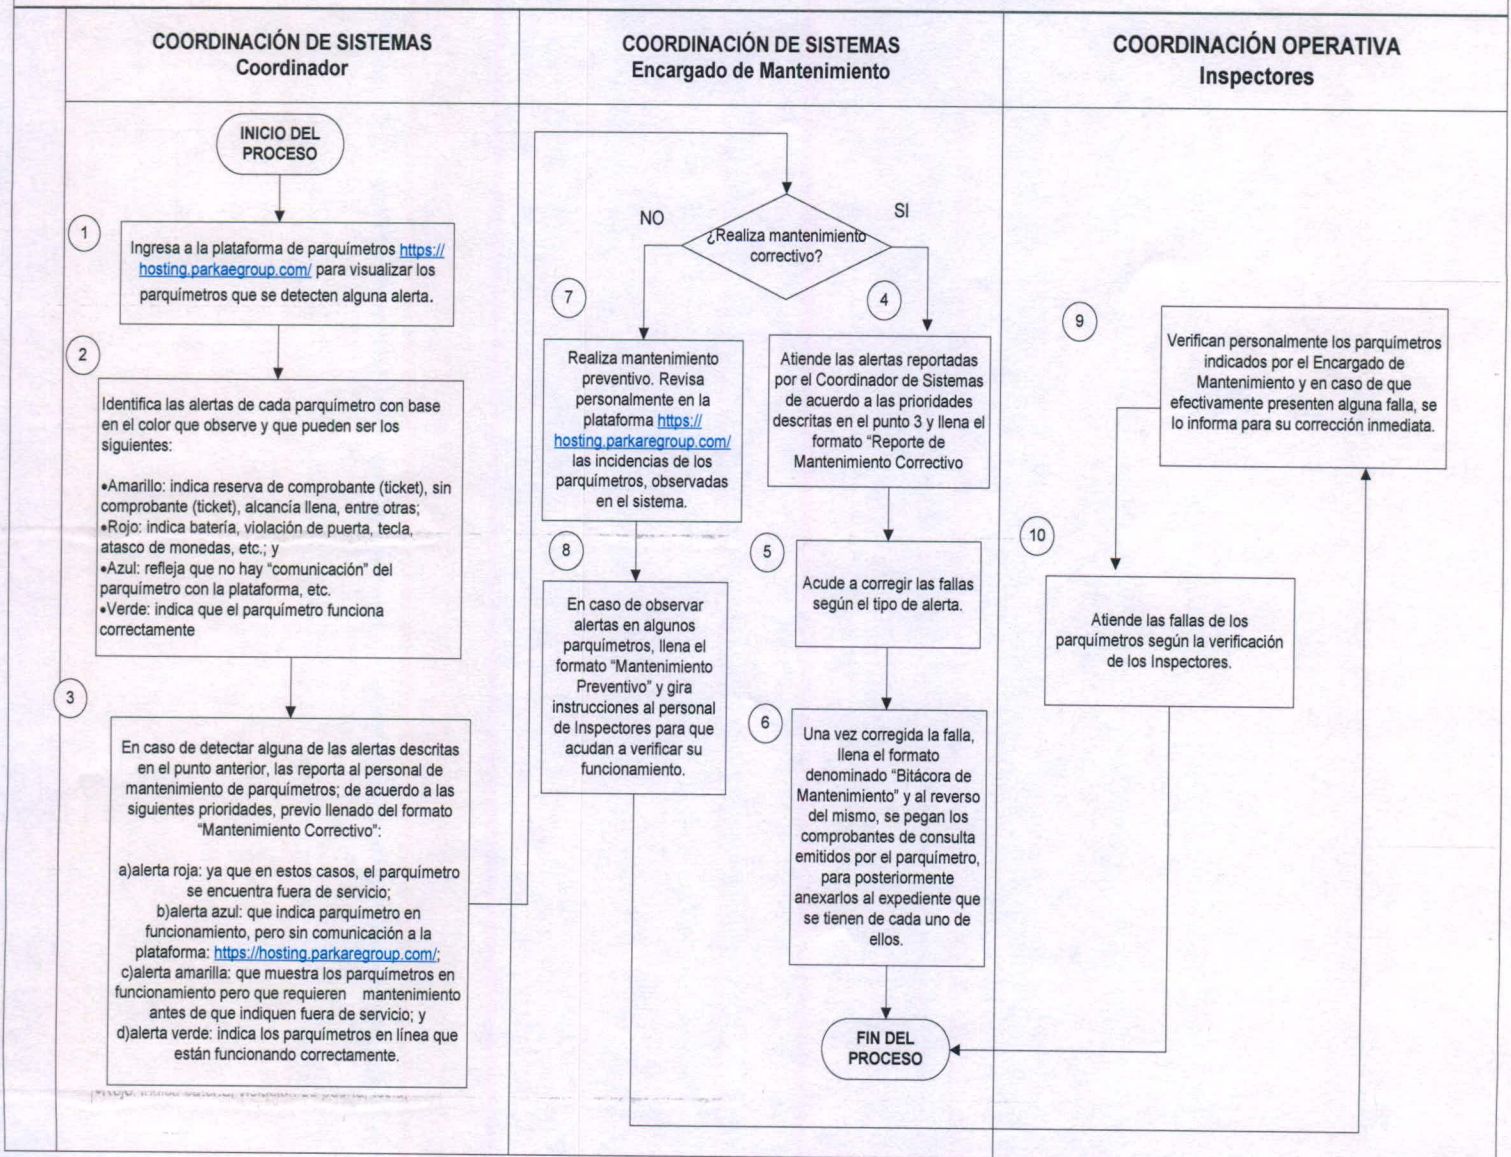 COORDINACIÓN DE SISTEMAS
Coordinador
COORDINACIÓN DE SISTEMAS
Encargado de Mantenimiento
COORDINACIÓN OPERATIVA
Inspectores
INICIO DEL
PROCESO
1
Ingresa a la plataforma de parquímetros https://
hosting.parkaegroup.com/ para visualizar los
parquímetros que se detecten alguna alerta.
2
Identifica las alertas de cada parquímetro con base
en el color que observe y que pueden ser los
siguientes:
•Amarillo: indica reserva de comprobante (ticket), sin
comprobante (ticket), alcancía llena, entre otras;
•Rojo: indica batería, violación de puerta, tecla,
atasco de monedas, etc.; y
•Azul: refleja que no hay “comunicación” del
parquímetro con la plataforma, etc.
•Verde: indica que el parquímetro funciona
correctamente
3
En caso de detectar alguna de las alertas descritas
en el punto anterior, las reporta al personal de
mantenimiento de parquímetros; de acuerdo a las
siguientes prioridades, previo llenado del formato
“Mantenimiento Correctivo”:
a)alerta roja: ya que en estos casos, el parquímetro
se encuentra fuera de servicio;
b)alerta azul: que indica parquímetro en
funcionamiento, pero sin comunicación a la
plataforma: https://hosting.parkaregroup.com/;
c)alerta amarilla: que muestra los parquímetros en
funcionamiento pero que requieren mantenimiento
antes de que indiquen fuera de servicio; y
d)alerta verde: indica los parquímetros en línea que
están funcionando correctamente.
¿Realiza mantenimiento
correctivo?
NO
SI
7
Realiza mantenimiento
preventivo. Revisa
personalmente en la
plataforma https://
hosting.parkaregroup.com/
las incidencias de los
parquímetros, observadas
en el sistema.
8
En caso de observar
alertas en algunos
parquímetros, llena el
formato “Mantenimiento
Preventivo” y gira
instrucciones al personal
de Inspectores para que
acudan a verificar su
funcionamiento.
4
Atiende las alertas reportadas
por el Coordinador de Sistemas
de acuerdo a las prioridades
descritas en el punto 3 y llena el
formato “Reporte de
Mantenimiento Correctivo
5
Acude a corregir las fallas
según el tipo de alerta.
6
Una vez corregida la falla,
llena el formato
denominado “Bitácora de
Mantenimiento” y al reverso
del mismo, se pegan los
comprobantes de consulta
emitidos por el parquímetro,
para posteriormente
anexarlos al expediente que
se tienen de cada uno de
ellos.
FIN DEL
PROCESO
9
Verifican personalmente los parquímetros
indicados por el Encargado de
Mantenimiento y en caso de que
efectivamente presenten alguna falla, se
lo informa para su corrección inmediata.
10
Atiende las fallas de los
parquímetros según la verificación
de los Inspectores.